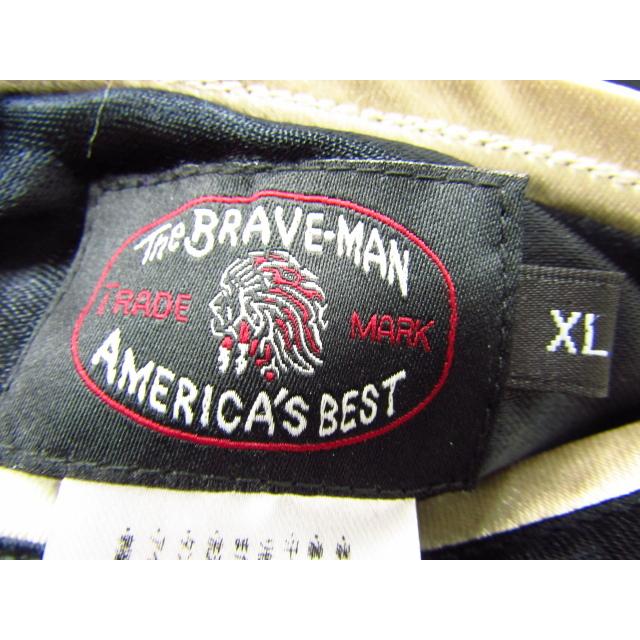 The BRAVE-MAN
TRADE MARK
AMERICA'S BEST
XL